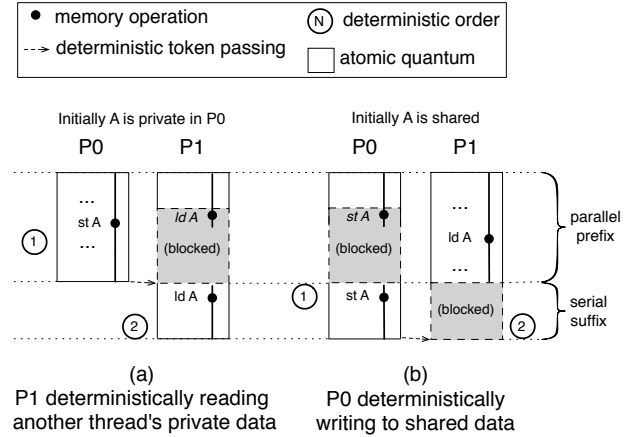 memory operation
N deterministic order
deterministic token passing
atomic quantum
Initially A is private in P0
Initially A is shared
P0 P1 P0 P1
...
st A
...
1
ld A
(blocked)
ld A
2
st A
(blocked)
1
st A
...
ld A
...
(blocked)
2
parallel
prefix
serial
suffix
(a)
P1 deterministically reading
another thread's private data
(b)
P0 deterministically
writing to shared data